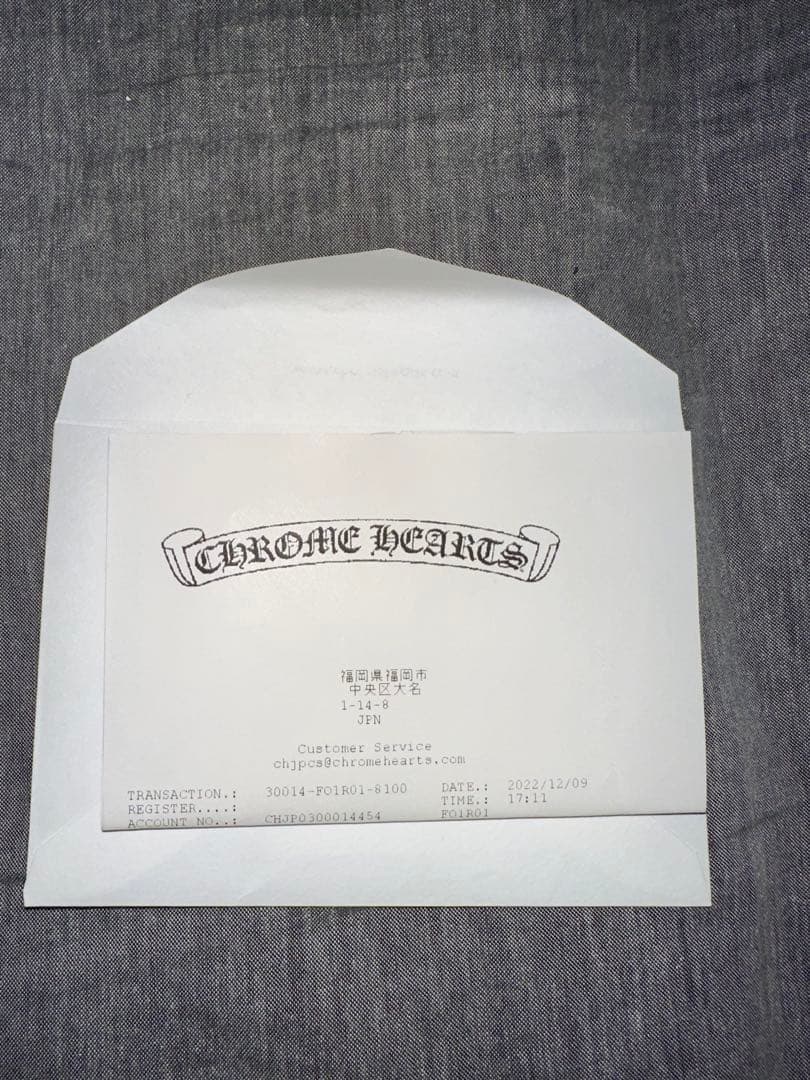 CHROME HEARTS
福岡県福岡市
中央区大名
1-14-8
JPN
Customer Service
chjpcs@chromehearts.com
TRANSACTION.: 30014-F01R01-8100 DATE.: 2022/12/09
REGISTER....: TIME.: 17:11
ACCOUNT NO..: CHJP0300014454 F01R01